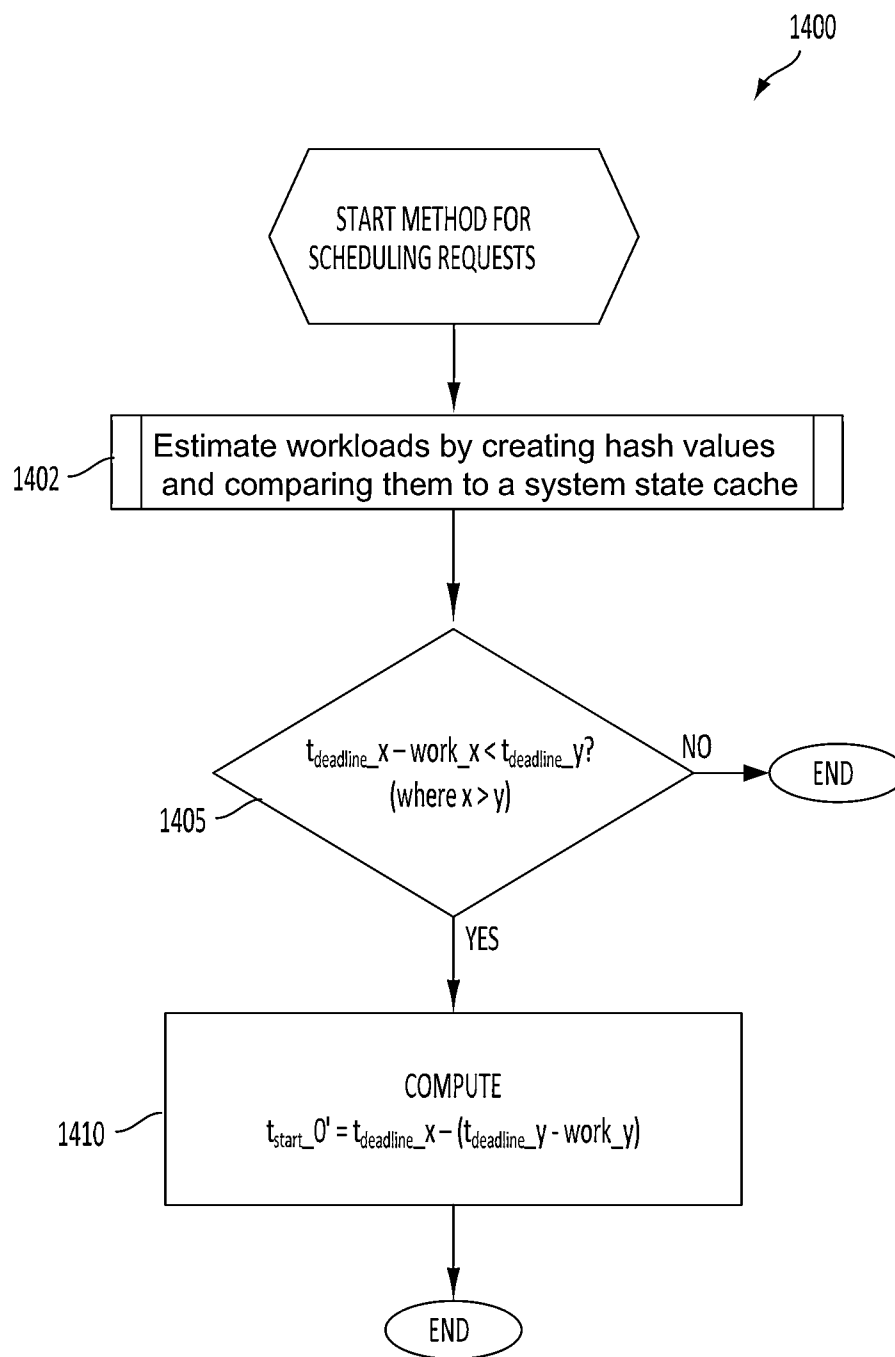 1400
START METHOD FOR
SCHEDULING REQUESTS
1402
Estimate workloads by creating hash values
and comparing them to a system state cache
t_deadline_x – work_x < t_deadline_y?
(where x > y)
NO
END
1405
YES
COMPUTE
t_start_0' = t_deadline_x – (t_deadline_y - work_y)
1410
END